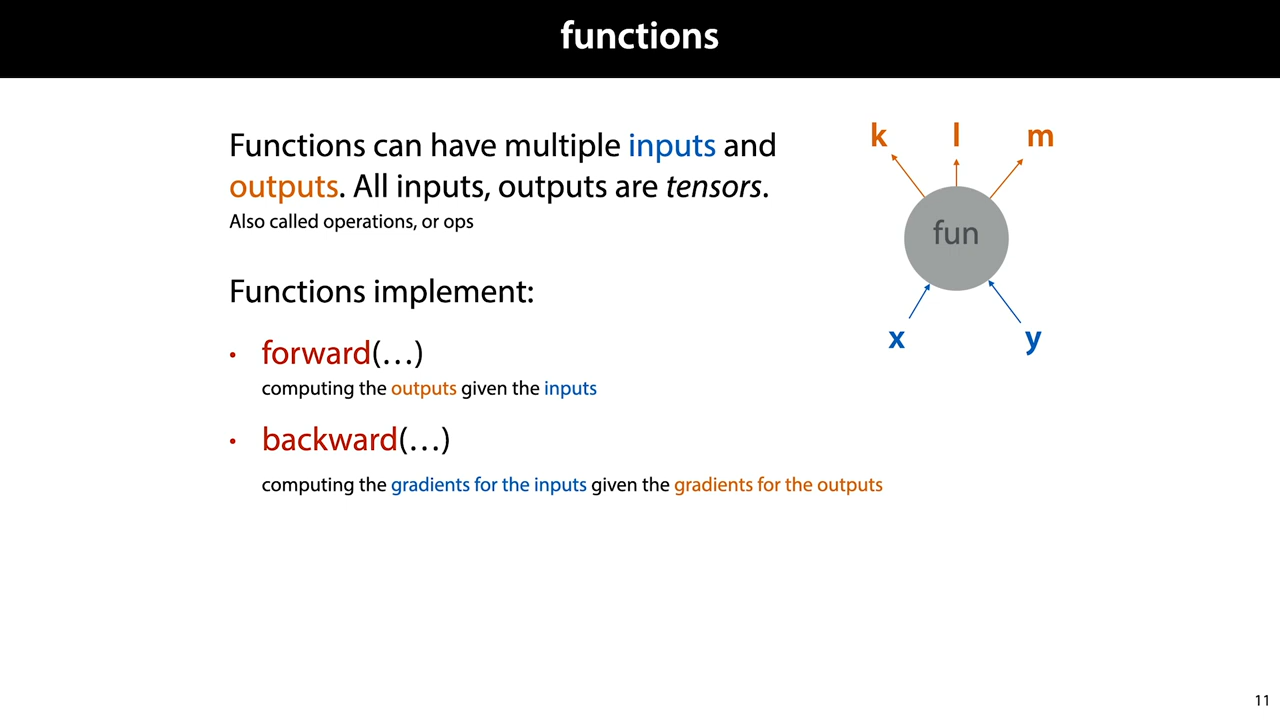 functions
Functions can have multiple inputs and
outputs. All inputs, outputs are tensors.
Also called operations, or ops
k l m
fun
x y
Functions implement:
• forward(…)
computing the outputs given the inputs
• backward(…)
computing the gradients for the inputs given the gradients for the outputs
11